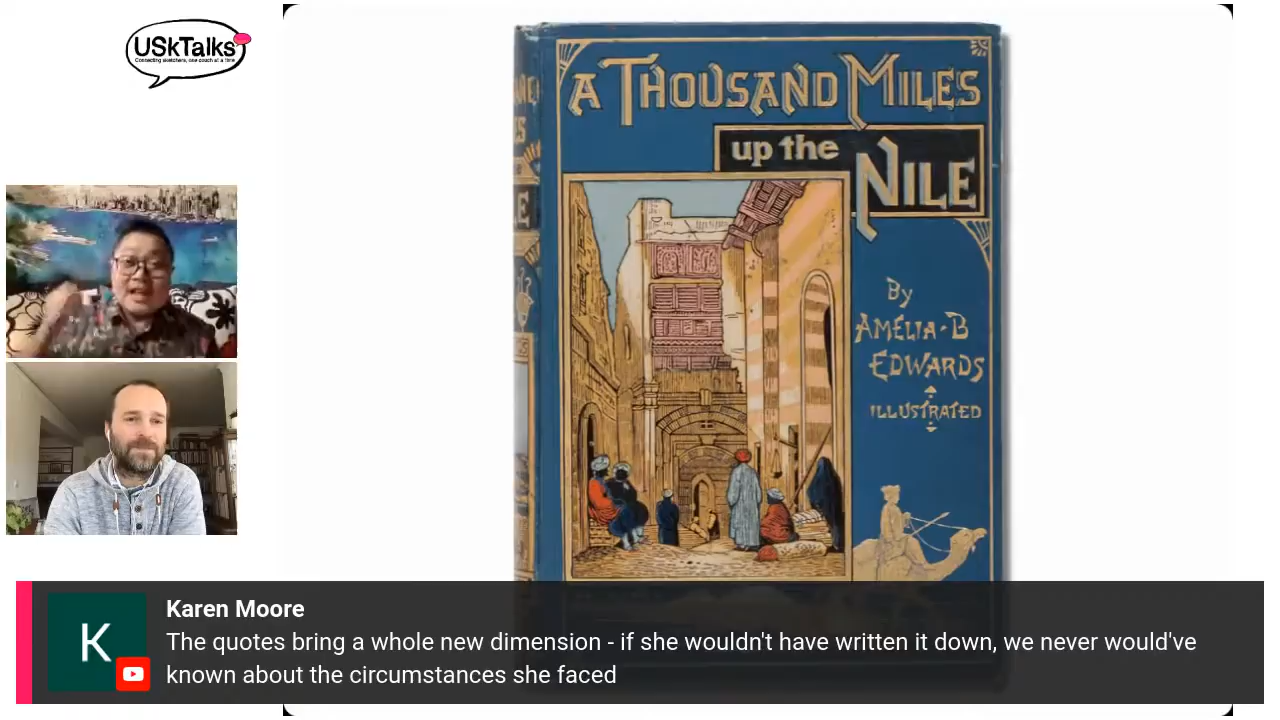 USkTalks
Connecting sketchers, one couch at a time
A THOUSAND MILES
up the
NILE
By
AMELIA·B
EDWARDS
ILLUSTRATED
K
Karen Moore
The quotes bring a whole new dimension - if she wouldn't have written it down, we never would've
known about the circumstances she faced